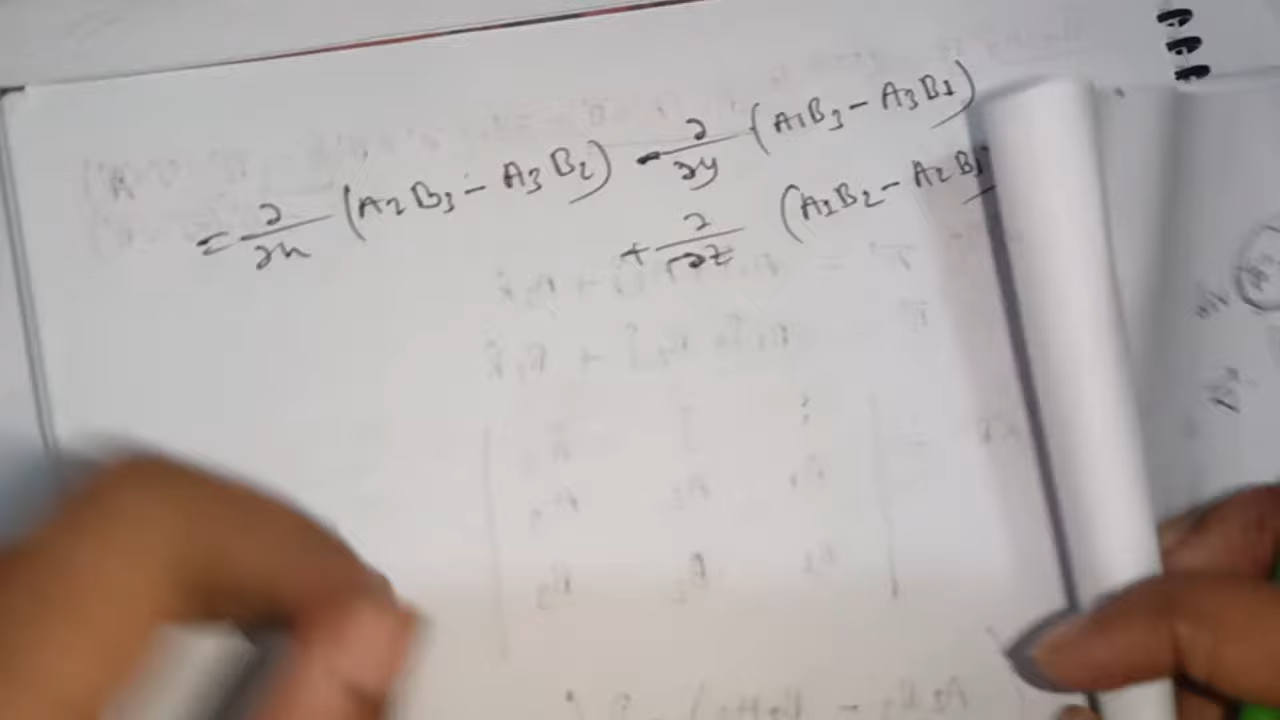 = ∂/∂x (A2B3 - A3B2) - ∂/∂y (A1B3 - A3B1)
+ ∂/∂z (A1B2 - A2B1